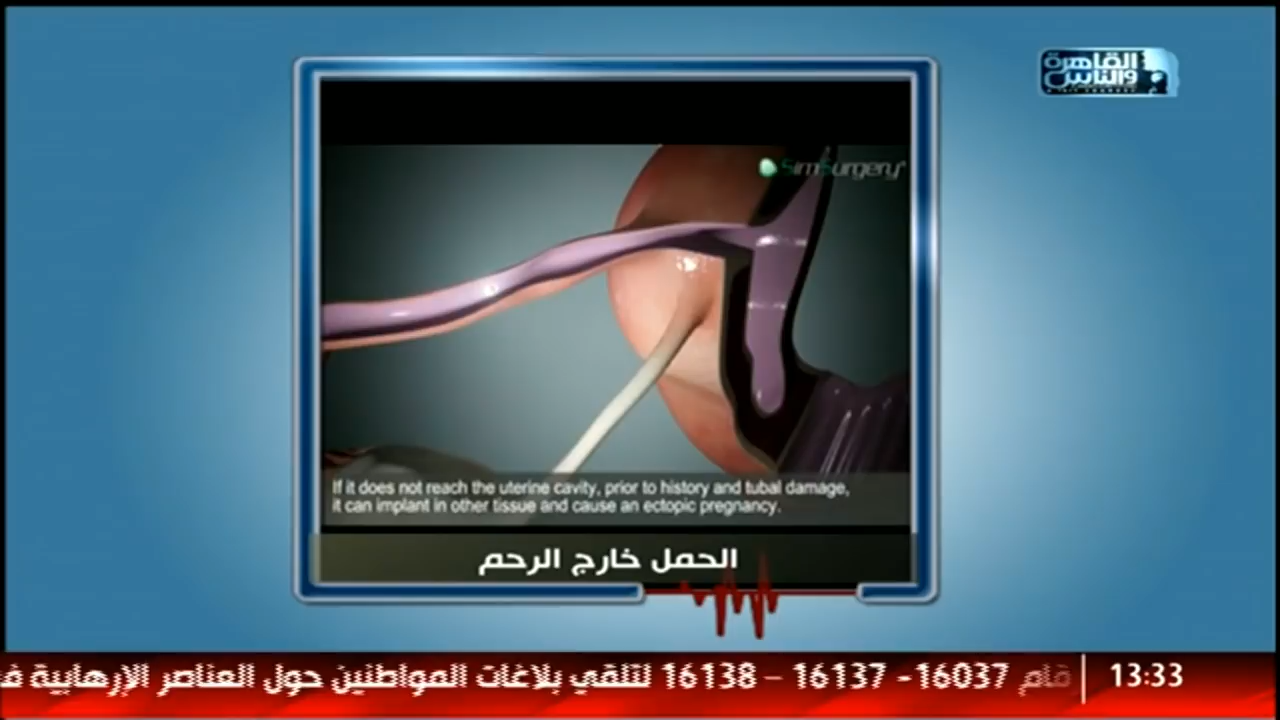 القاهرة
والناس
SimSurgery
If it does not reach the uterine cavity, prior to history and tubal damage,
it can implant in other tissue and cause an ectopic pregnancy.
الحمل خارج الرحم
13:33
16037 - 16137 – 16138 لتلقي بلاغات المواطنين حول العناصر الإرهابية